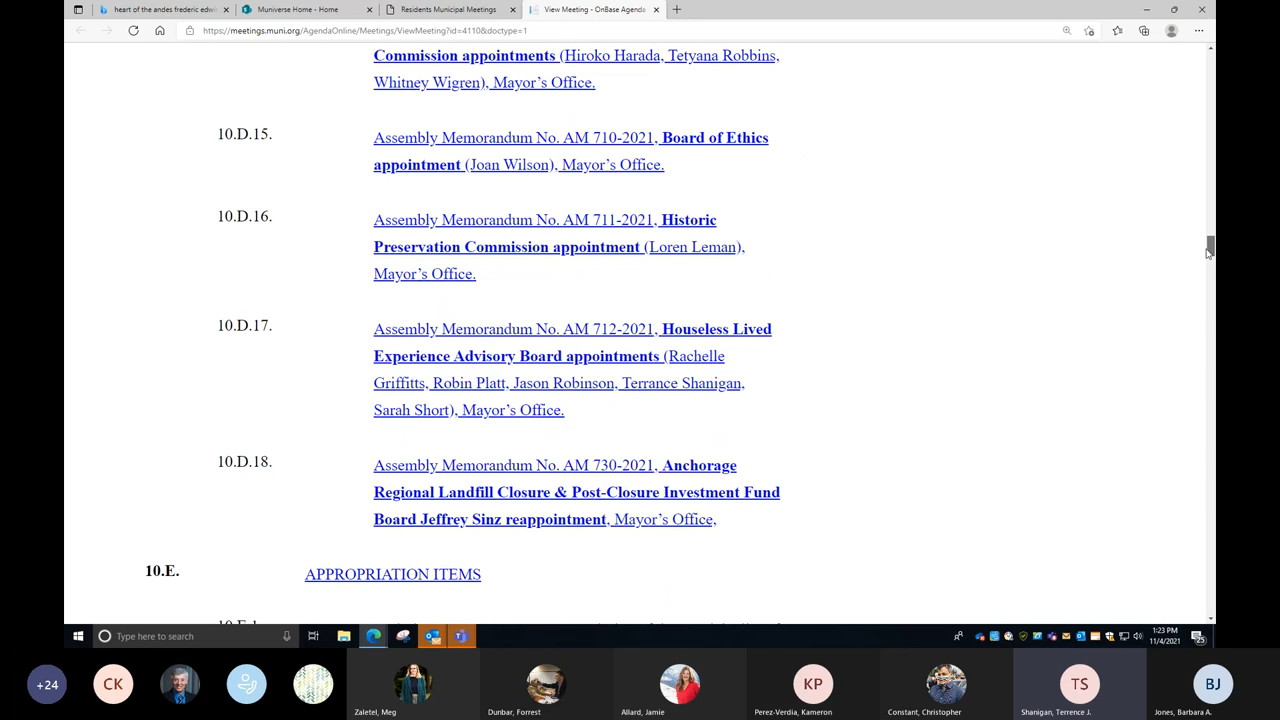 heart of the andes frederic edwi
Muniverse Home - Home
Residents Municipal Meetings
View Meeting - OnBase Agenda
https://meetings.muni.org/AgendaOnline/Meetings/ViewMeeting?id=4110&doctype=1
Commission appointments (Hiroko Harada, Tetyana Robbins,
Whitney Wigren), Mayor's Office.
10.D.15.
Assembly Memorandum No. AM 710-2021, Board of Ethics
appointment (Joan Wilson), Mayor's Office.
10.D.16.
Assembly Memorandum No. AM 711-2021, Historic
Preservation Commission appointment (Loren Leman),
Mayor's Office.
10.D.17.
Assembly Memorandum No. AM 712-2021, Houseless Lived
Experience Advisory Board appointments (Rachelle
Griffitts, Robin Platt, Jason Robinson, Terrance Shanigan,
Sarah Short), Mayor's Office.
10.D.18.
Assembly Memorandum No. AM 730-2021, Anchorage
Regional Landfill Closure & Post-Closure Investment Fund
Board Jeffrey Sinz reappointment, Mayor's Office,
10.E.
APPROPRIATION ITEMS
Type here to search
1:23 PM
11/4/2021
25
+24
CK
KP
TS
BJ
Zaletel, Meg
Dunbar, Forrest
Allard, Jamie
Perez-Verdia, Kameron
Constant, Christopher
Shanigan, Terrence J.
Jones, Barbara A.